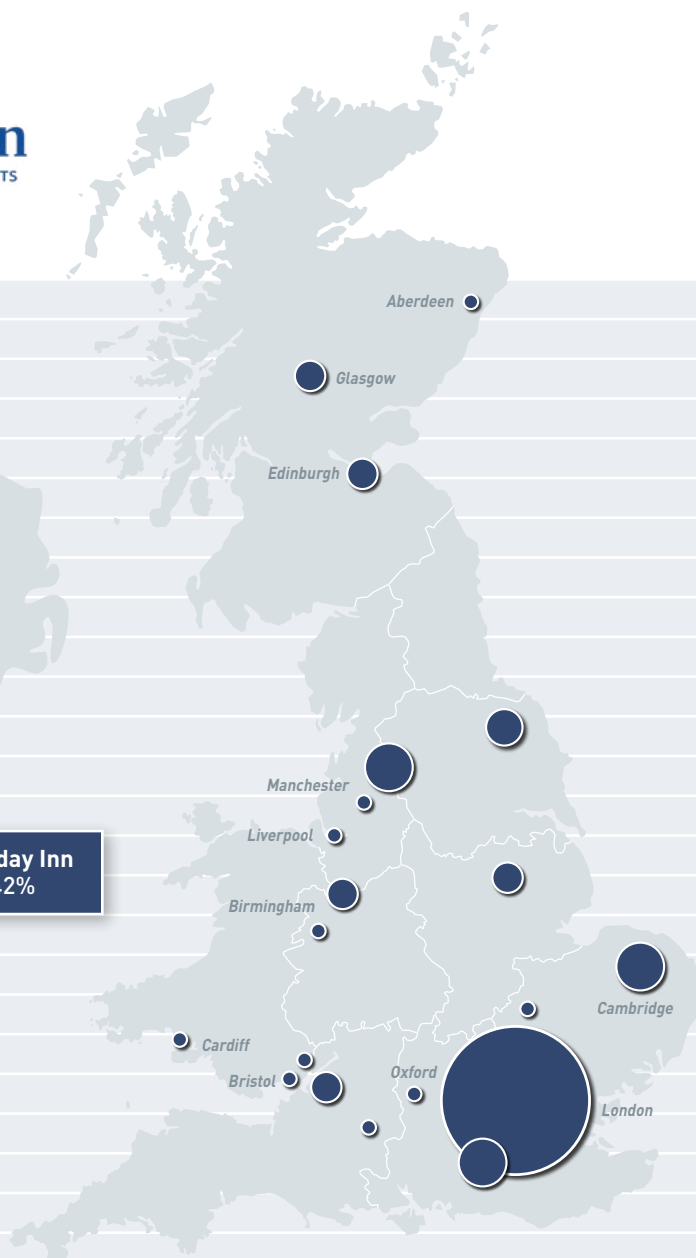 n
TS
Aberdeen
Glasgow
Edinburgh
Manchester
Liverpool
day Inn
2%
Birmingham
Cambridge
Cardiff
Oxford
Bristol
London